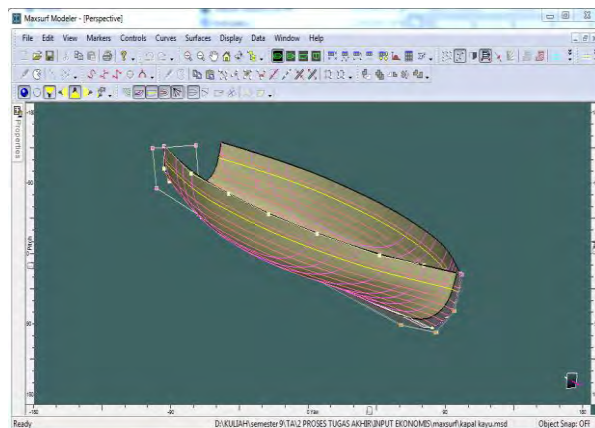 Maxsurf Modeler - [Perspective]
File Edit View Markers Controls Curves Surfaces Display Data Window Help
Properties
Pitch
Ready D:\KULIAH\semester 9\TA\2 PROSES TUGAS AKHIR\INPUT EKONOMIS\maxsurf\kapal kayu.msd Object Snap: OFF